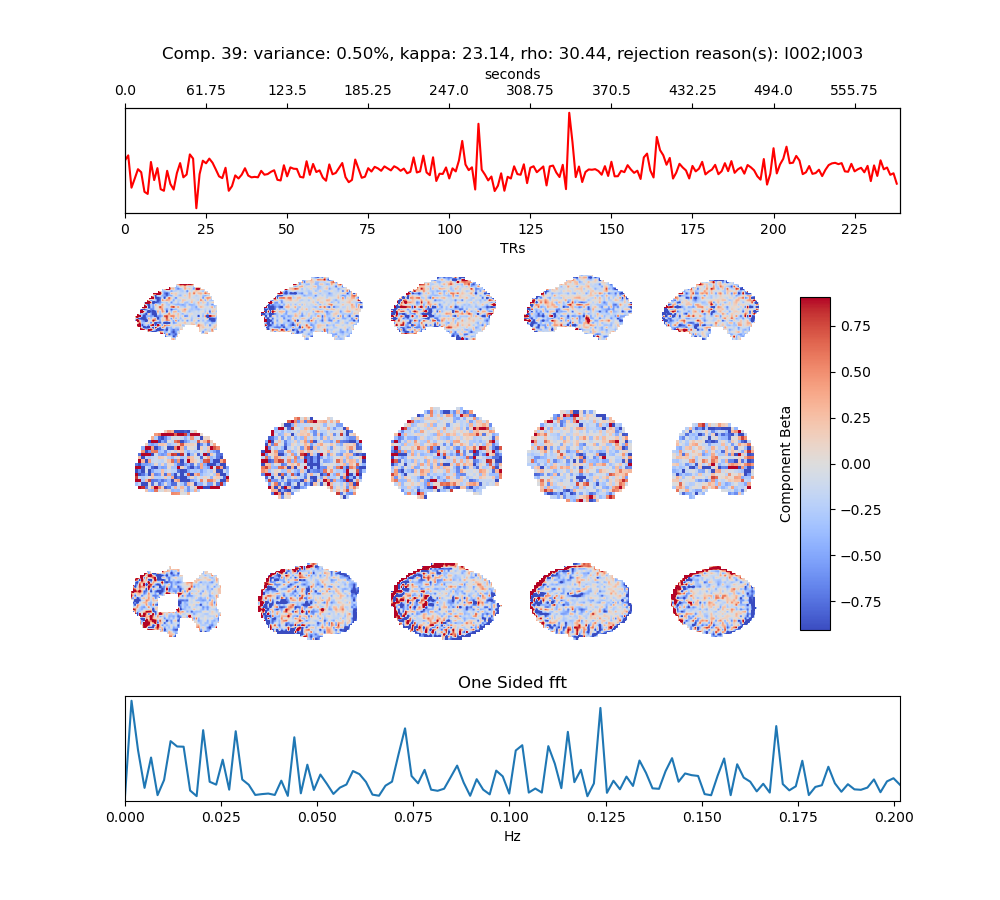 Comp. 39: variance: 0.50%, kappa: 23.14, rho: 30.44, rejection reason(s): I002;I003
seconds
0.0 61.75 123.5 185.25 247.0 308.75 370.5 432.25 494.0 555.75
0 25 50 75 100 125 150 175 200 225
TRs
0.75
0.50
0.25
0.00
−0.25
−0.50
−0.75
Component Beta
One Sided fft
0.000 0.025 0.050 0.075 0.100 0.125 0.150 0.175 0.200
Hz